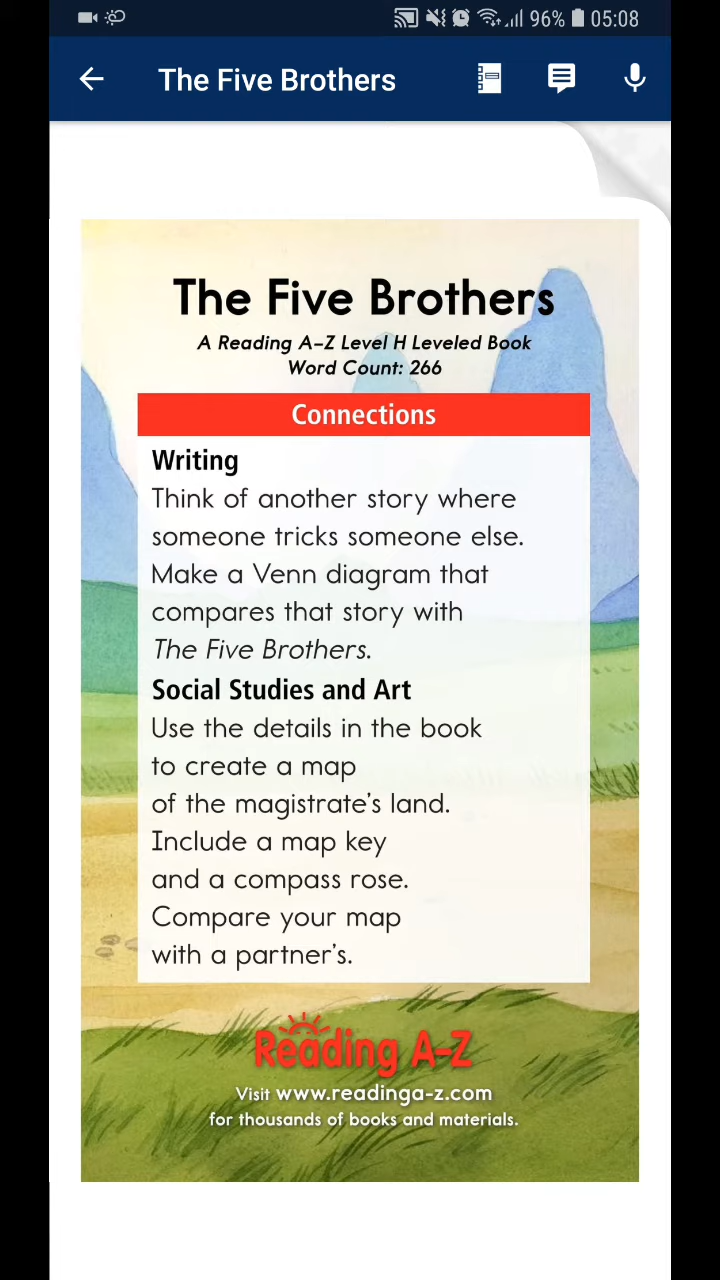 96% 05:08
The Five Brothers
The Five Brothers
A Reading A–Z Level H Leveled Book
Word Count: 266
Connections
Writing
Think of another story where
someone tricks someone else.
Make a Venn diagram that
compares that story with
The Five Brothers.
Social Studies and Art
Use the details in the book
to create a map
of the magistrate's land.
Include a map key
and a compass rose.
Compare your map
with a partner's.
Reading A-Z
Visit www.readinga-z.com
for thousands of books and materials.